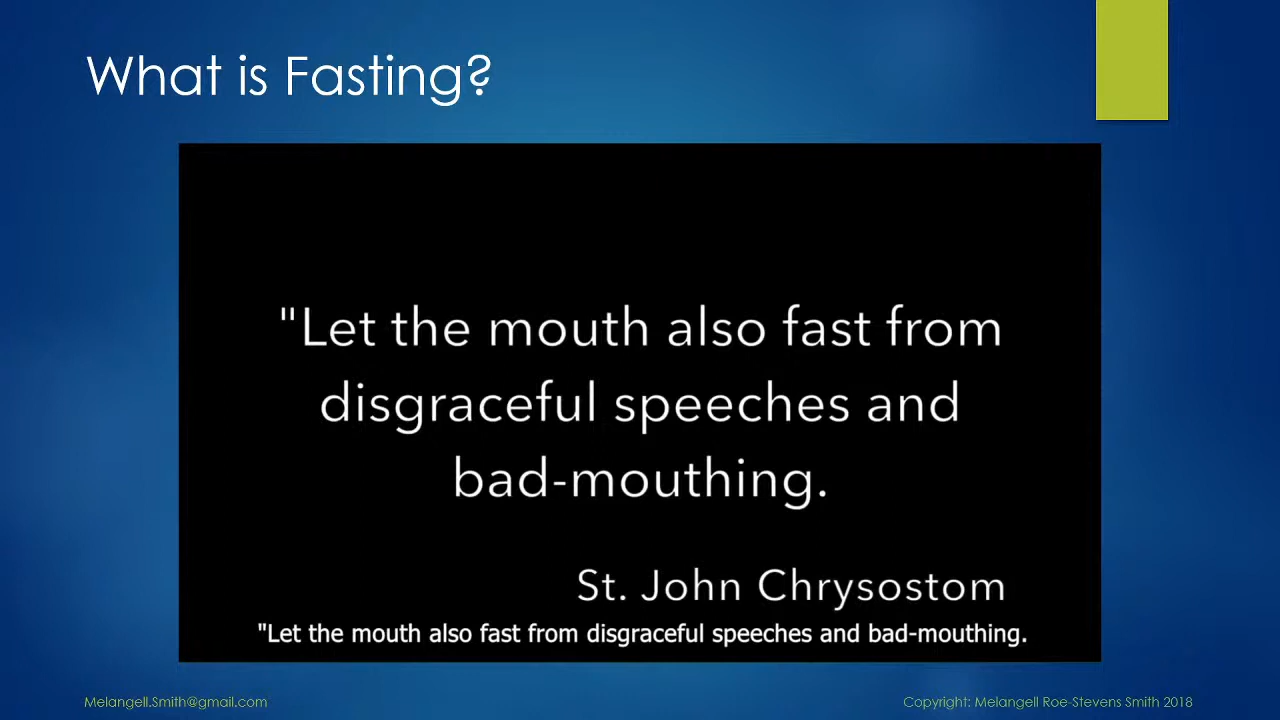 What is Fasting?
"Let the mouth also fast from
disgraceful speeches and
bad-mouthing.
St. John Chrysostom
"Let the mouth also fast from disgraceful speeches and bad-mouthing.
Melangell.Smith@gmail.com
Copyright: Melangell Roe-Stevens Smith 2018